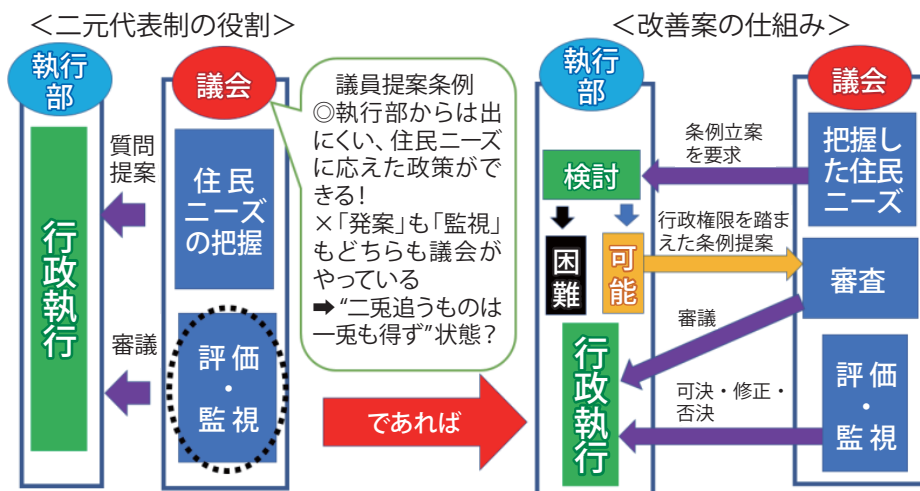 ＜二元代表制の役割＞
執行
部
議会
質問
提案
住民
ニーズ
の把握
行政執行
審議
評価
・
監視
議員提案条例
◎執行部からは出
にくい、住民ニーズ
に応えた政策がで
きる！
×「発案」も「監視」
もどちらも議会が
やっている
➡“二兎追うものは
一兎も得ず”状態？
であれば
＜改善案の仕組み＞
執行
部
議会
条例立案
を要求
把握し
た住民
ニーズ
検討
行政権限を踏ま
えた条例提案
困難
可能
審査
審議
行政執行
可決・修正・
否決
評価
・
監視